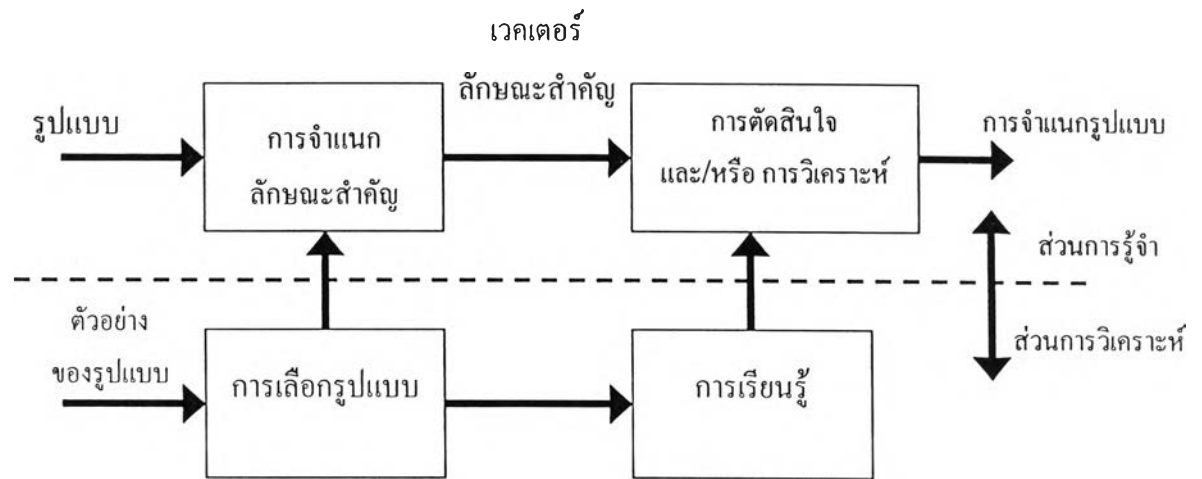 เวคเตอร์
ลักษณะสำคัญ
รูปแบบ
การจำแนก
ลักษณะสำคัญ
การตัดสินใจ
และ/หรือ การวิเคราะห์
การจำแนกรูปแบบ
ส่วนการรู้จำ
ส่วนการวิเคราะห์
ตัวอย่าง
ของรูปแบบ
การเลือกรูปแบบ
การเรียนรู้